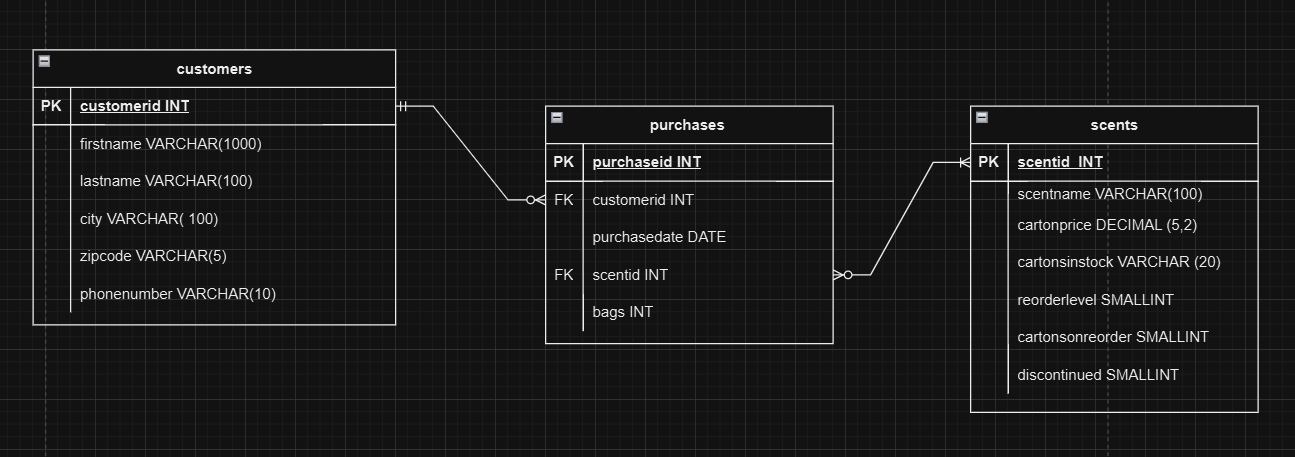 customers
PK customerid INT
firstname VARCHAR(1000)
lastname VARCHAR(100)
city VARCHAR( 100)
zipcode VARCHAR(5)
phonenumber VARCHAR(10)
purchases
PK purchaseid INT
FK customerid INT
purchasedate DATE
FK scentid INT
bags INT
scents
PK scentid INT
scentname VARCHAR(100)
cartonprice DECIMAL (5,2)
cartonsinstock VARCHAR (20)
reorderlevel SMALLINT
cartonsonreorder SMALLINT
discontinued SMALLINT